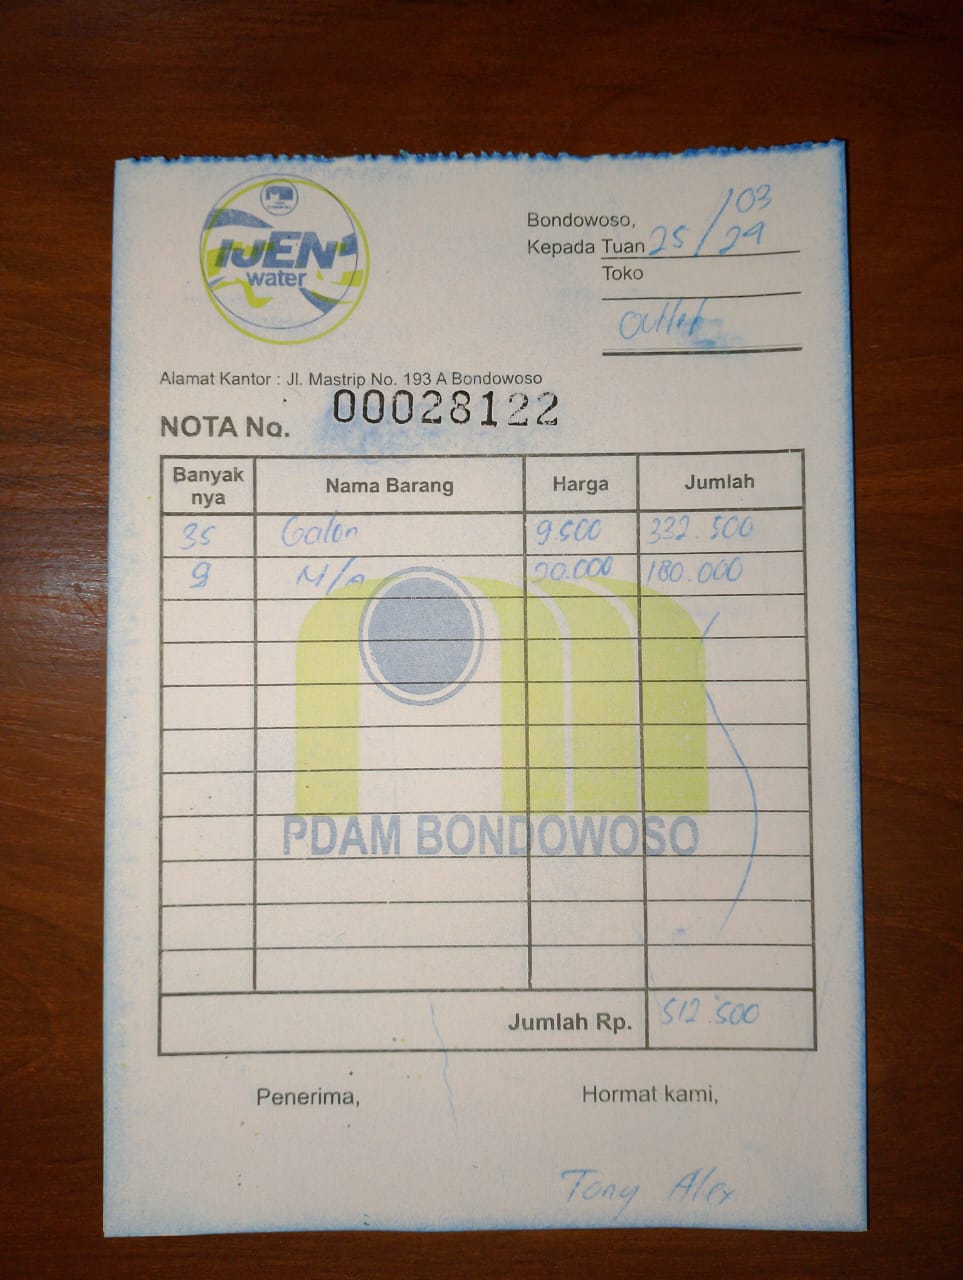 IJEN
water
Bondowoso,
Kepada Tuan 25/03/24
Toko
Outlet
Alamat Kantor : Jl. Mastrip No. 193 A Bondowoso
NOTA No. 00028122
Banyak nya Nama Barang Harga Jumlah
35 Galon 9.500 332.500
9 M/a 20.000 180.000
PDAM BONDOWOSO
Jumlah Rp. 512.500
Penerima, Hormat kami,
Tony Alex